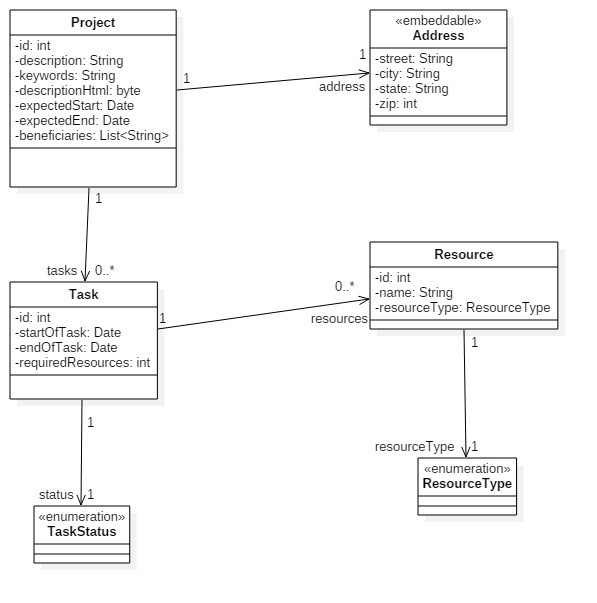 Project
-id: int
-description: String
-keywords: String
-descriptionHtml: byte
-expectedStart: Date
-expectedEnd: Date
-beneficiaries: List<String>
1
1
address
«embeddable»
Address
-street: String
-city: String
-state: String
-zip: int
1
tasks
0..*
Task
-id: int
-startOfTask: Date
-endOfTask: Date
-requiredResources: int
1
0..*
resources
Resource
-id: int
-name: String
-resourceType: ResourceType
1
resourceType
1
«enumeration»
ResourceType
1
status
1
«enumeration»
TaskStatus